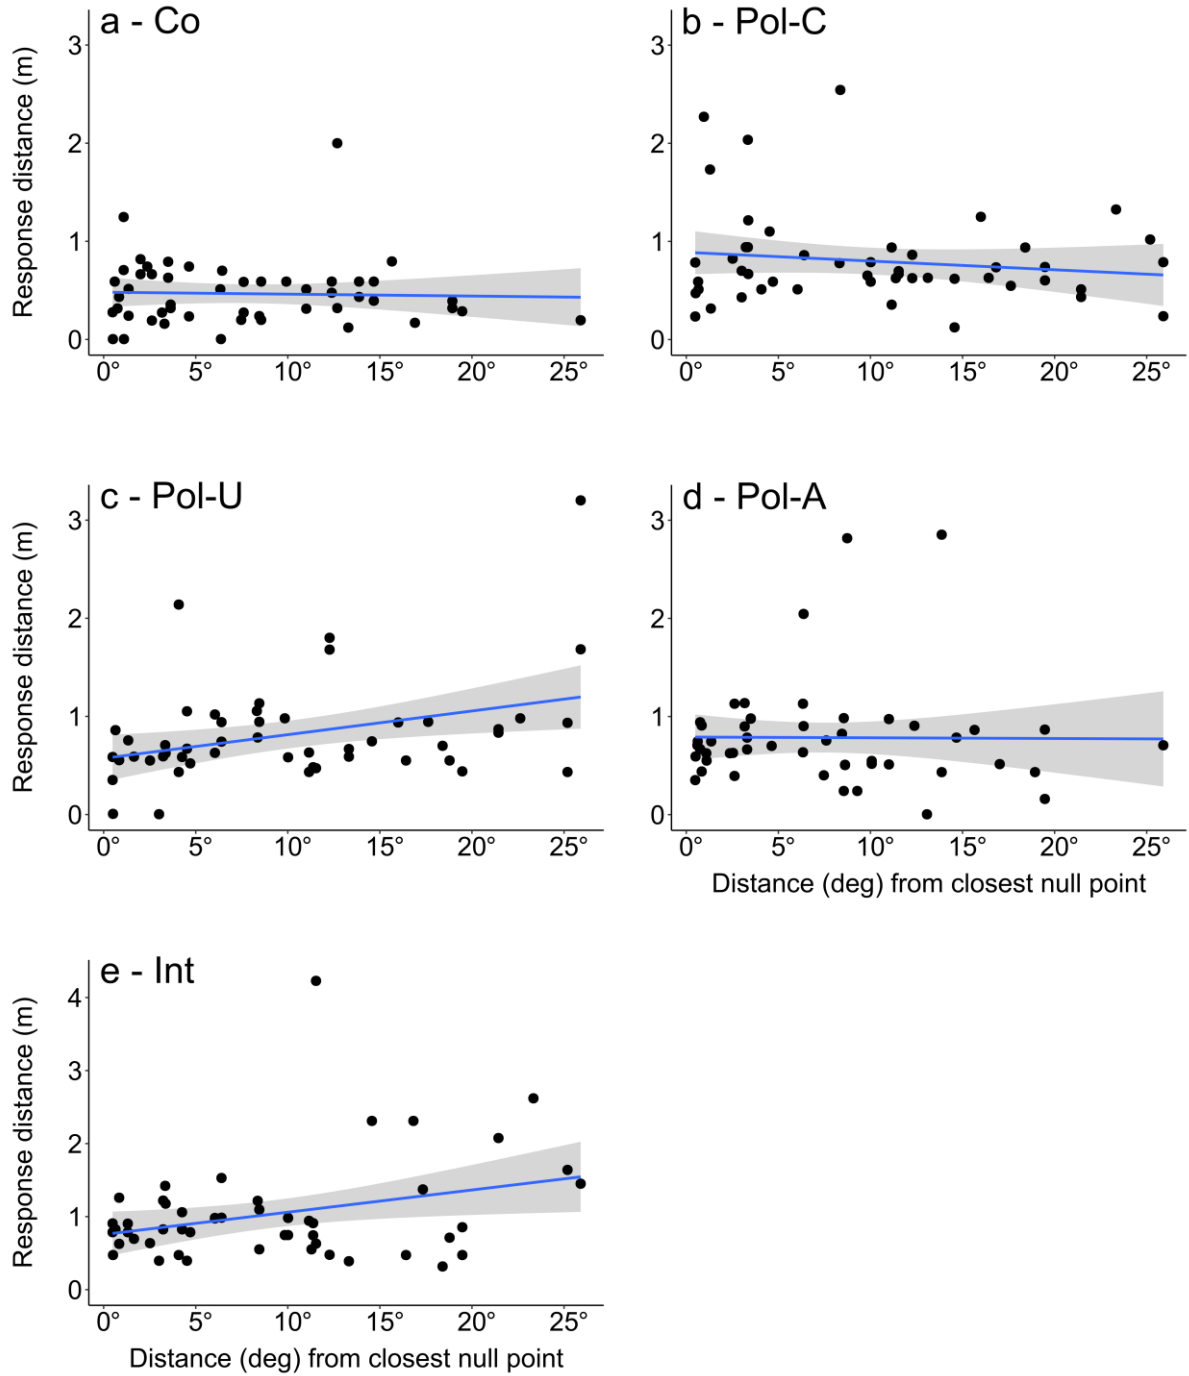 a - Co
Response distance (m)
3
2
1
0
0° 5° 10° 15° 20° 25°
b - Pol-C
3
2
1
0
0° 5° 10° 15° 20° 25°
c - Pol-U
Response distance (m)
3
2
1
0
0° 5° 10° 15° 20° 25°
d - Pol-A
3
2
1
0
0° 5° 10° 15° 20° 25°
Distance (deg) from closest null point
e - Int
Response distance (m)
4
3
2
1
0
0° 5° 10° 15° 20° 25°
Distance (deg) from closest null point